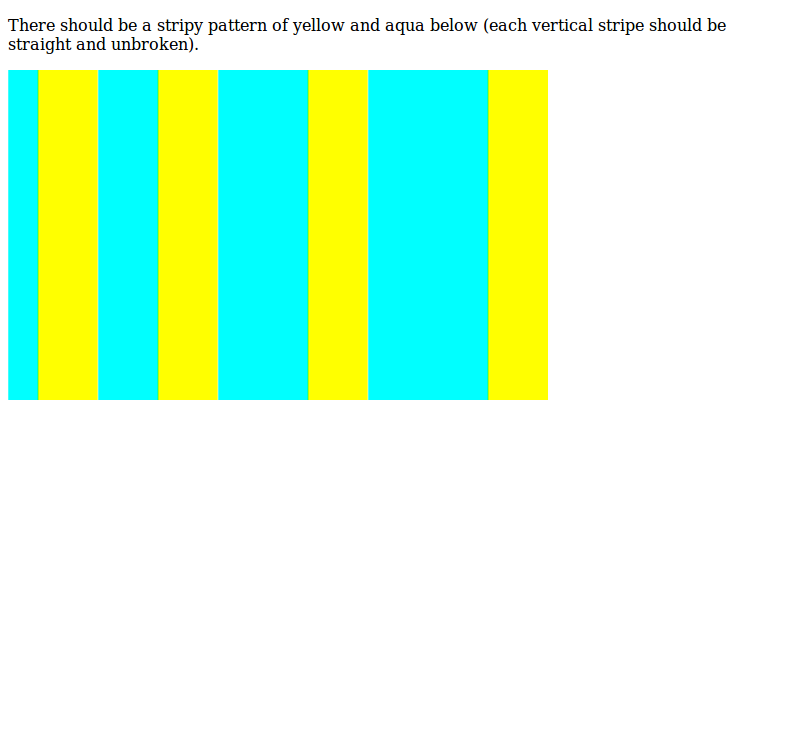 There should be a stripy pattern of yellow and aqua below (each vertical stripe should be
straight and unbroken).